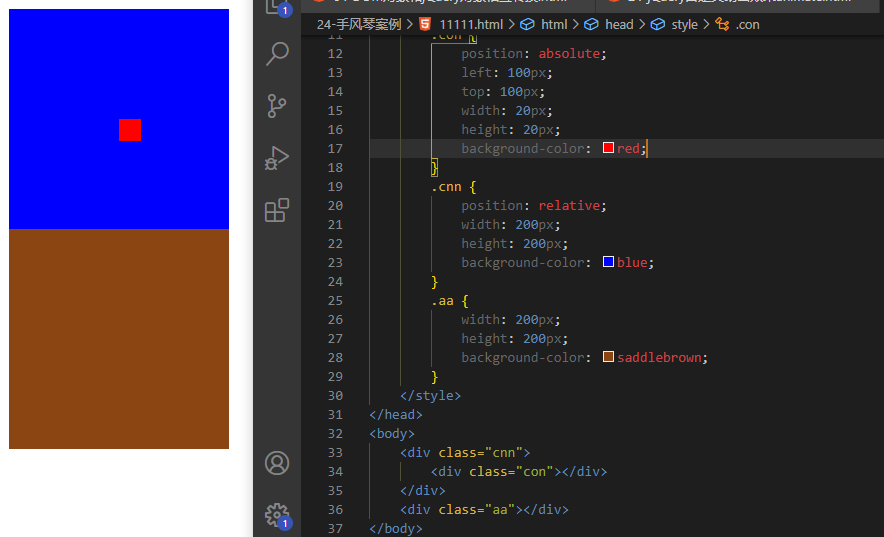 24-手风琴案例 > 11111.html > html > head > style > .con
11 .con {
12 position: absolute;
13 left: 100px;
14 top: 100px;
15 width: 20px;
16 height: 20px;
17 background-color: red;
18 }
19 .cnn {
20 position: relative;
21 width: 200px;
22 height: 200px;
23 background-color: blue;
24 }
25 .aa {
26 width: 200px;
27 height: 200px;
28 background-color: saddlebrown;
29 }
30 </style>
31 </head>
32 <body>
33 <div class="cnn">
34 <div class="con"></div>
35 </div>
36 <div class="aa"></div>
37 </body>
1
1